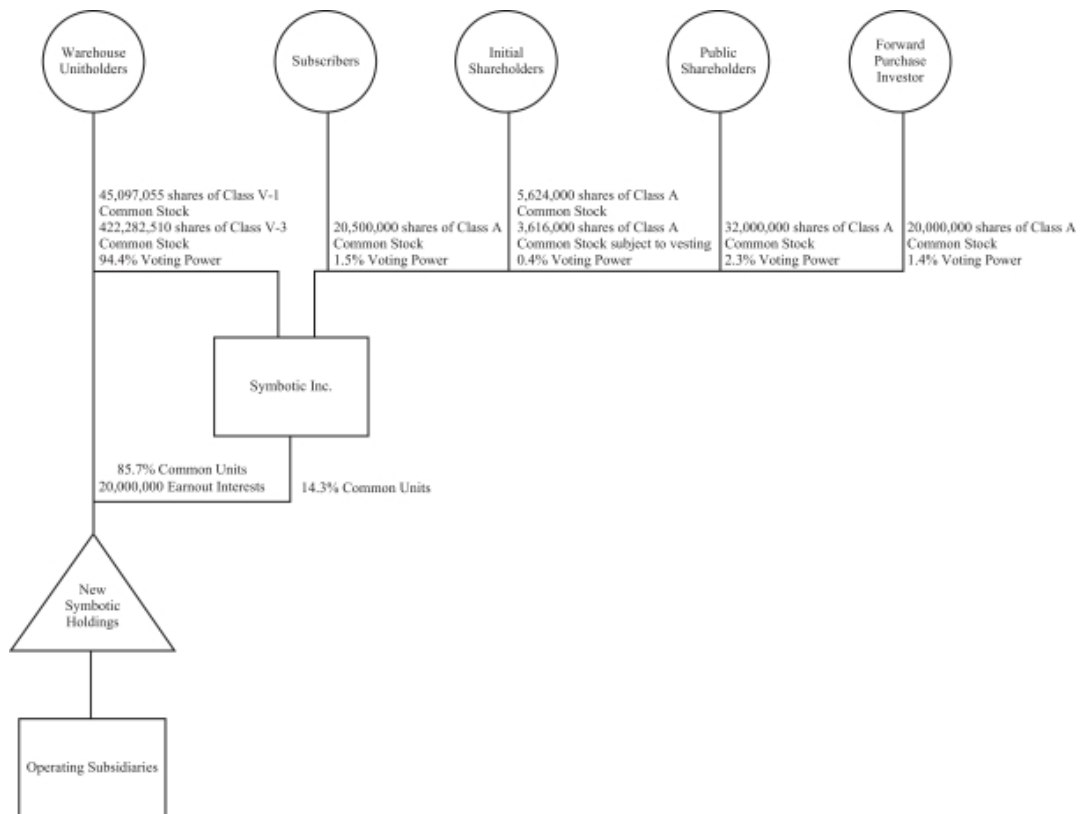 Warehouse
Unitholders
Subscribers
Initial
Shareholders
Public
Shareholders
Forward
Purchase
Investor
45,097,055 shares of Class V-1
Common Stock
422,282,510 shares of Class V-3
Common Stock
94.4% Voting Power
20,500,000 shares of Class A
Common Stock
1.5% Voting Power
5,624,000 shares of Class A
Common Stock
3,616,000 shares of Class A
Common Stock subject to vesting
0.4% Voting Power
32,000,000 shares of Class A
Common Stock
2.3% Voting Power
20,000,000 shares of Class A
Common Stock
1.4% Voting Power
Symbotic Inc.
85.7% Common Units
20,000,000 Earnout Interests
14.3% Common Units
New
Symbotic
Holdings
Operating Subsidiaries